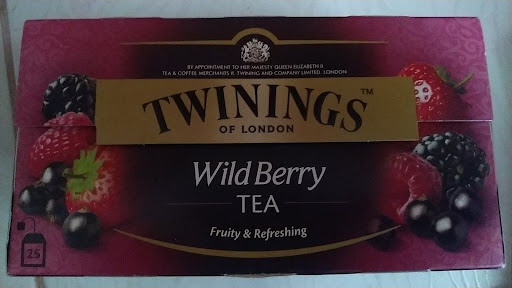 BY APPOINTMENT TO HER MAJESTY QUEEN ELIZABETH II
TEA & COFFEE MERCHANTS R. TWINING AND COMPANY LIMITED. LONDON
TWININGS™
OF LONDON
Wild Berry
TEA
Fruity & Refreshing
25